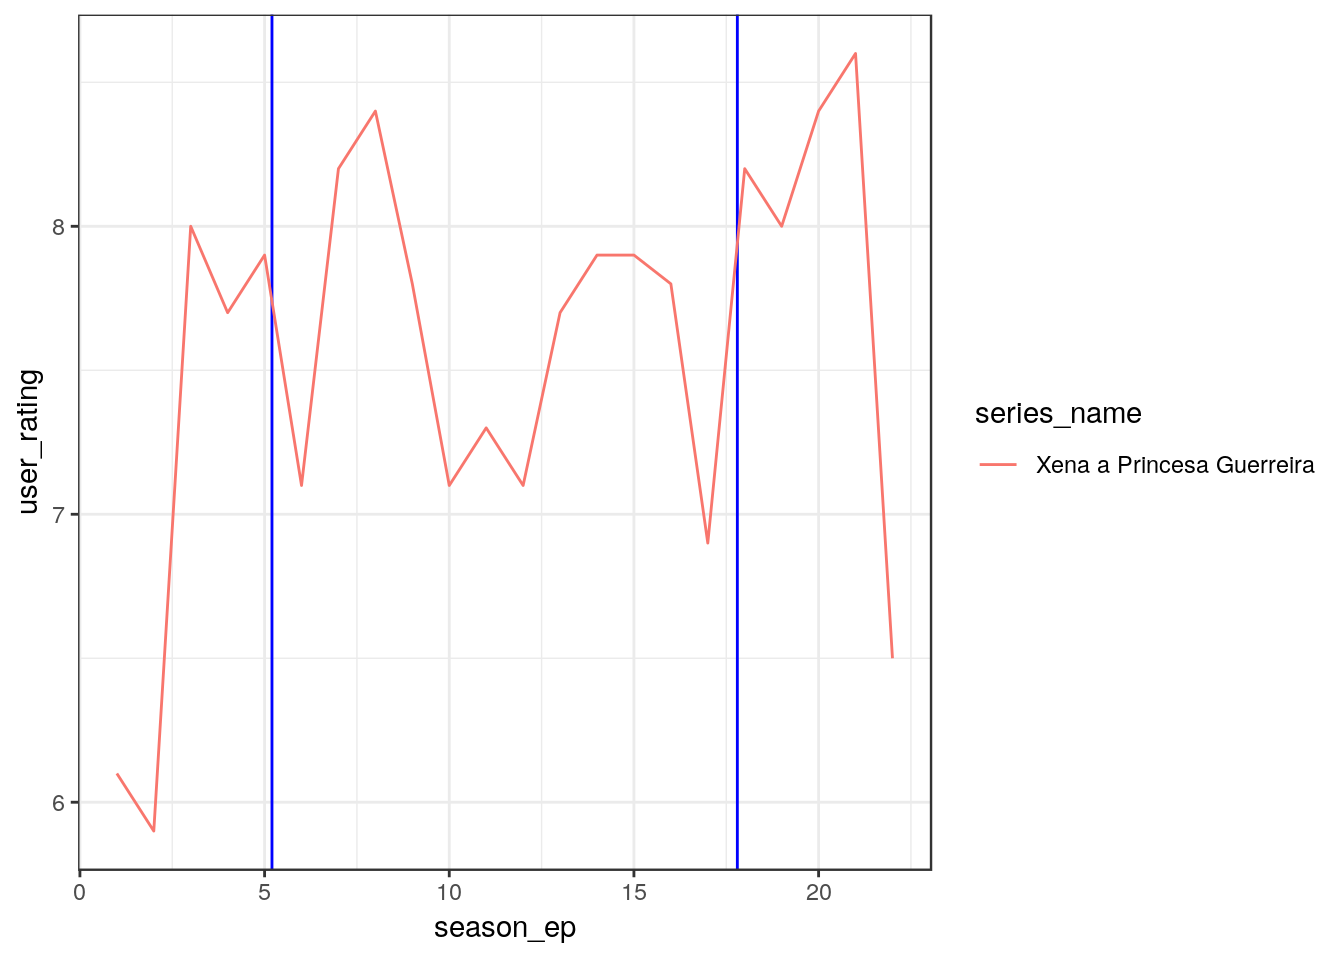 8
7
6
user_rating
0 5 10 15 20
season_ep
series_name
Xena a Princesa Guerreira